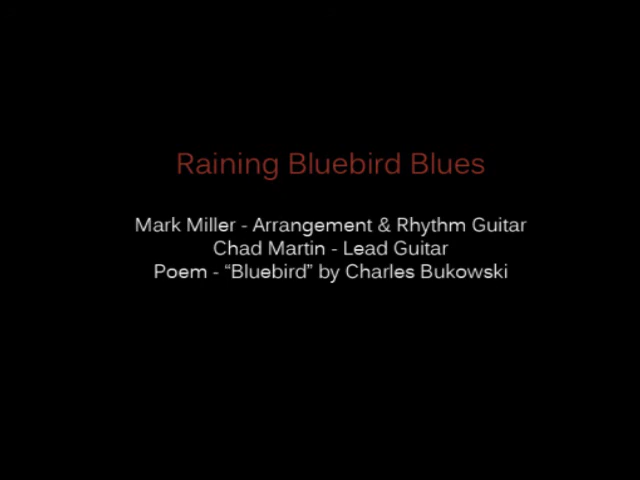 Raining Bluebird Blues
Mark Miller - Arrangement & Rhythm Guitar
Chad Martin - Lead Guitar
Poem - “Bluebird” by Charles Bukowski